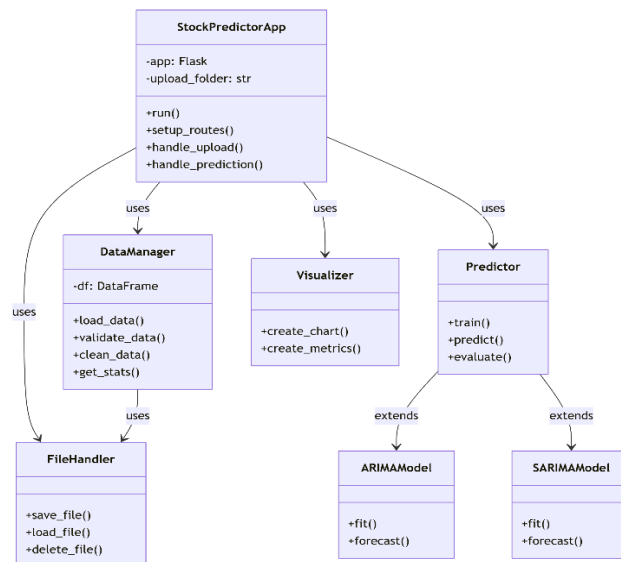 StockPredictorApp
-app: Flask
-upload_folder: str
+run()
+setup_routes()
+handle_upload()
+handle_prediction()
uses
uses
uses
uses
DataManager
-df: DataFrame
+load_data()
+validate_data()
+clean_data()
+get_stats()
Visualizer
+create_chart()
+create_metrics()
Predictor
+train()
+predict()
+evaluate()
uses
extends
extends
FileHandler
+save_file()
+load_file()
+delete_file()
ARIMAModel
+fit()
+forecast()
SARIMAModel
+fit()
+forecast()